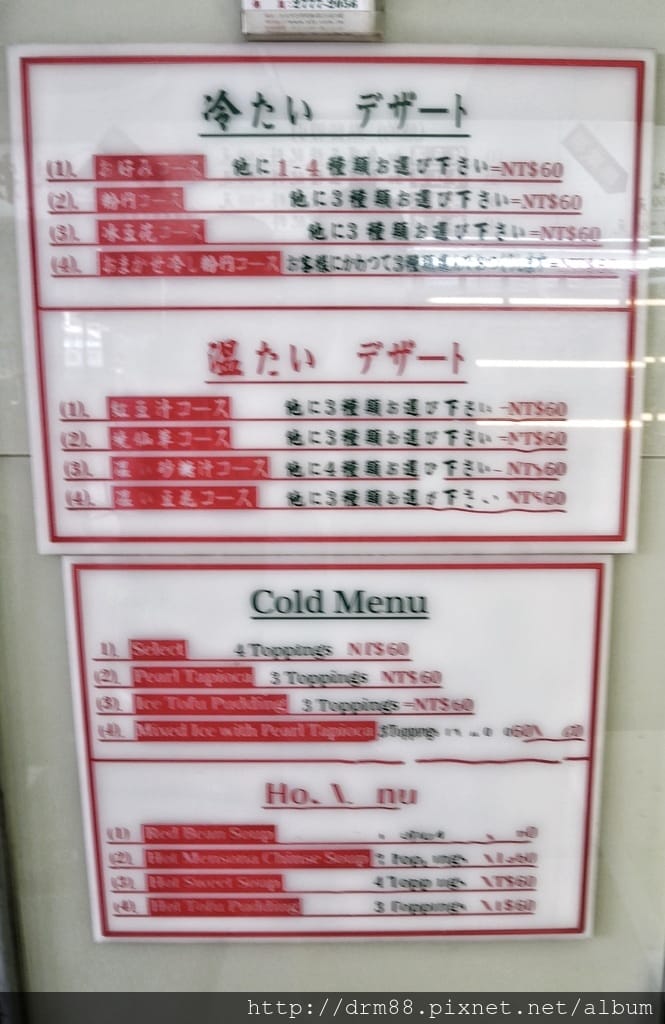 2777-2656
冷たい デザート
(1)、 お好みコース 他に1-4種類お選び下さい=NT$60
(2)、 粉円コース 他に3種類お選び下さい=NT$60
(3)、 氷豆花コース 他に3種類お選び下さい=NT$60
(4)、 おまかせ冷し粉円コース お客様にかわつて3種類選んで
温たい デザート
(1)、 紅豆汁コース 他に3種類お選び下さい=NT$60
(2)、 焼仙草コース 他に3種類お選び下さい=NT$60
(3)、 温い砂糖汁コース 他に4種類お選び下さい=NT$60
(4)、 温い豆花コース 他に3種類お選び下さい NT$60
Cold Menu
1)、 Select 4 Toppings NT$60
(2)、 Pearl Tapioca 3 Toppings NT$60
(3)、 Ice Tofu Pudding 3 Toppings =NT$60
(4)、 Mixed Ice with Pearl Tapioca 3Toppngs
(1) Red Bean Soup
(2) Hot Mensona Chinse Soup
(3) Hot Sweet Soup 4 Toppings NT$60
(4) Hot Tofu Pudding 3 Toppings NT$60
http://drm88.pixnet.net/album